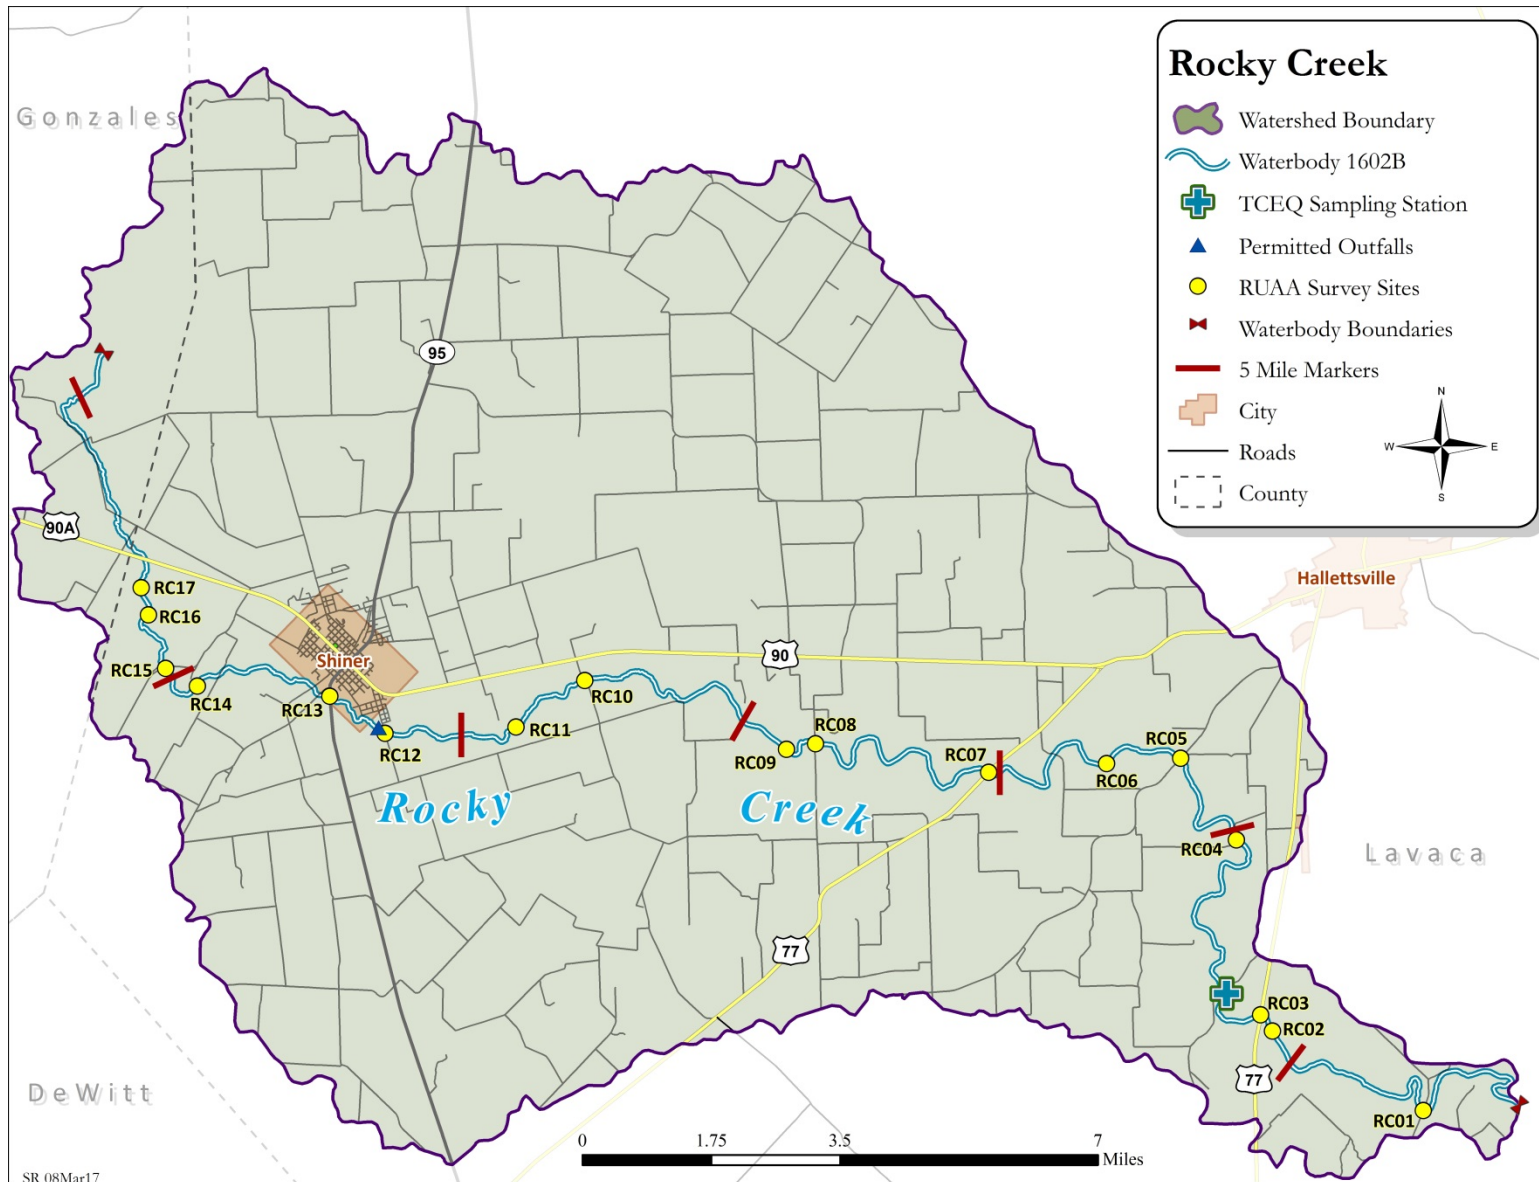 Rocky Creek
Watershed Boundary
Waterbody 1602B
TCEQ Sampling Station
Permitted Outfalls
RUAA Survey Sites
Waterbody Boundaries
5 Mile Markers
City
Roads
County
N
W E
S
Gonzales
95
90A
Hallettsville
RC17
RC16
Shiner
90
RC15
RC14
RC13
RC10
RC11
RC12
RC08
RC09
RC07
RC05
RC06
Rocky Creek
RC04
Lavaca
77
RC03
RC02
77
DeWitt
RC01
0 1.75 3.5 7
Miles
SR 08Mar17